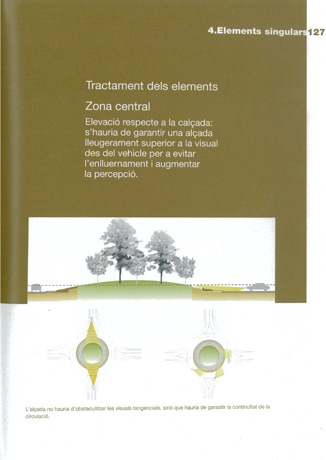 4.Elements singulars127
Tractament dels elements
Zona central
Elevació respecte a la calçada:
s'hauria de garantir una alçada
lleugerament superior a la visual
des del vehicle per a evitar
l'enlluernament i augmentar
la percepció.
L'alçada no hauria d'obstaculitzar les visuals tangencials, sinó que hauria de garantir la continuïtat de la
circulació.